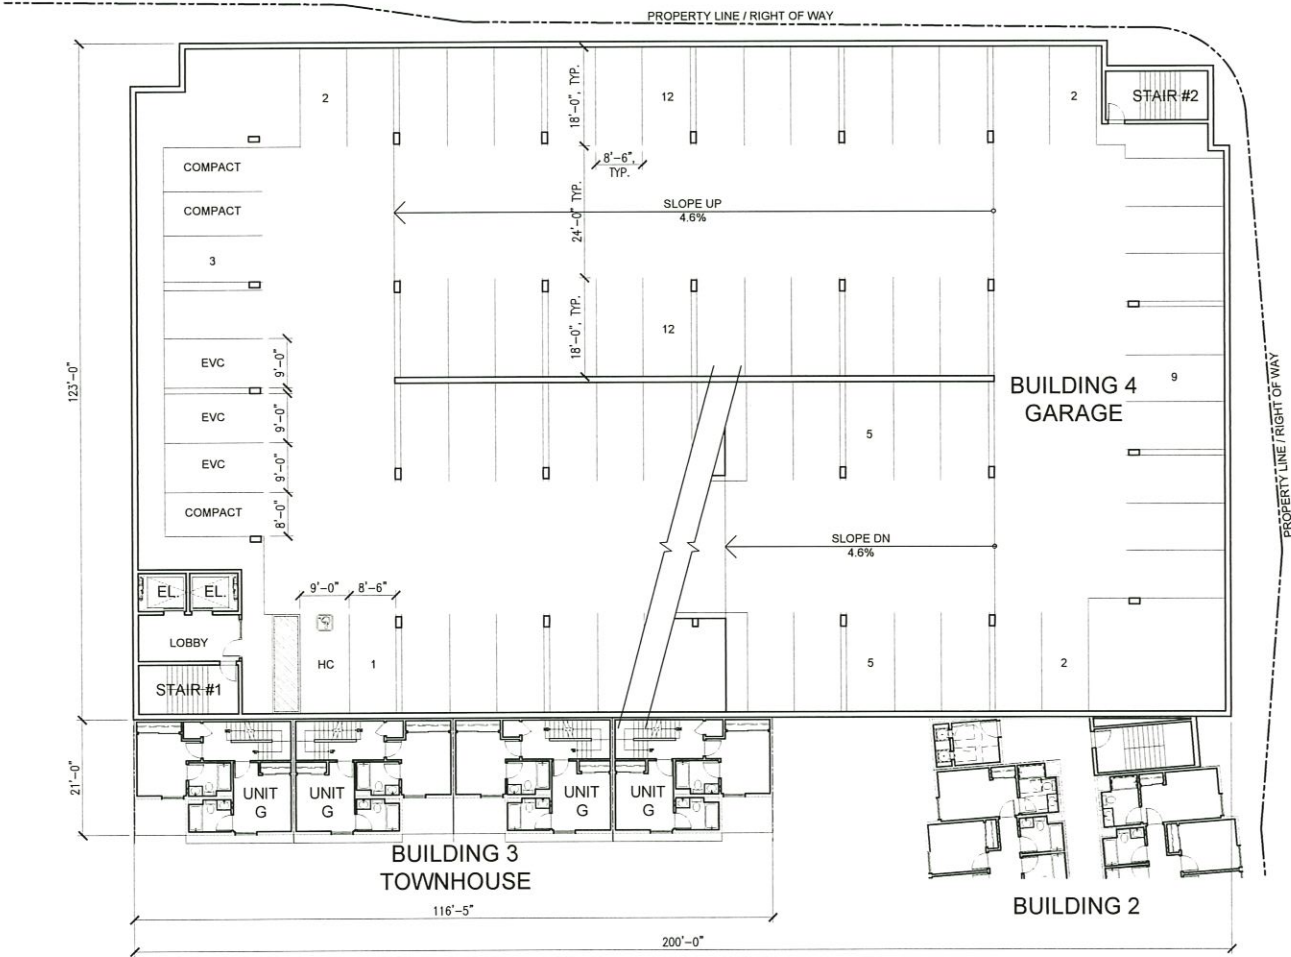 PROPERTY LINE / RIGHT OF WAY
2
18'-0", TYP.
12
2
STAIR #2
8'-6",
TYP.
COMPACT
COMPACT
3
24'-0" TYP.
SLOPE UP
4.6%
18'-0", TYP.
12
123'-0"
EVC
9'-0"
EVC
9'-0"
EVC
9'-0"
COMPACT
8'-0"
5
BUILDING 4
GARAGE
9
PROPERTY LINE / RIGHT OF WAY
SLOPE DN
4.6%
EL.
EL.
LOBBY
STAIR #1
9'-0"
8'-6"
HC
1
5
2
21'-0"
UNIT
G
UNIT
G
UNIT
G
UNIT
G
BUILDING 3
TOWNHOUSE
BUILDING 2
116'-5"
200'-0"